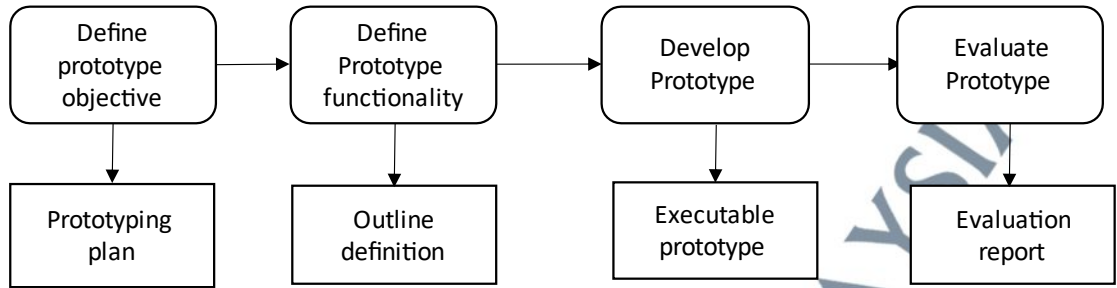 Define
prototype
objective
Define
Prototype
functionality
Develop
Prototype
Evaluate
Prototype
Prototyping
plan
Outline
definition
Executable
prototype
Evaluation
report